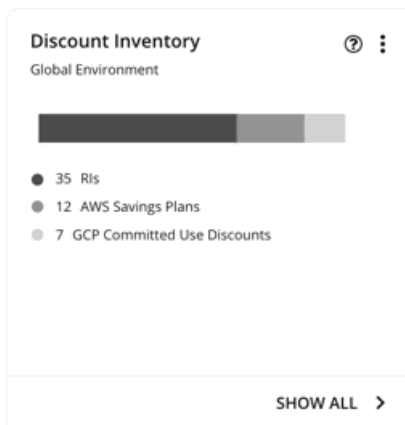 Discount Inventory
Global Environment
35 RIs
12 AWS Savings Plans
7 GCP Committed Use Discounts
SHOW ALL